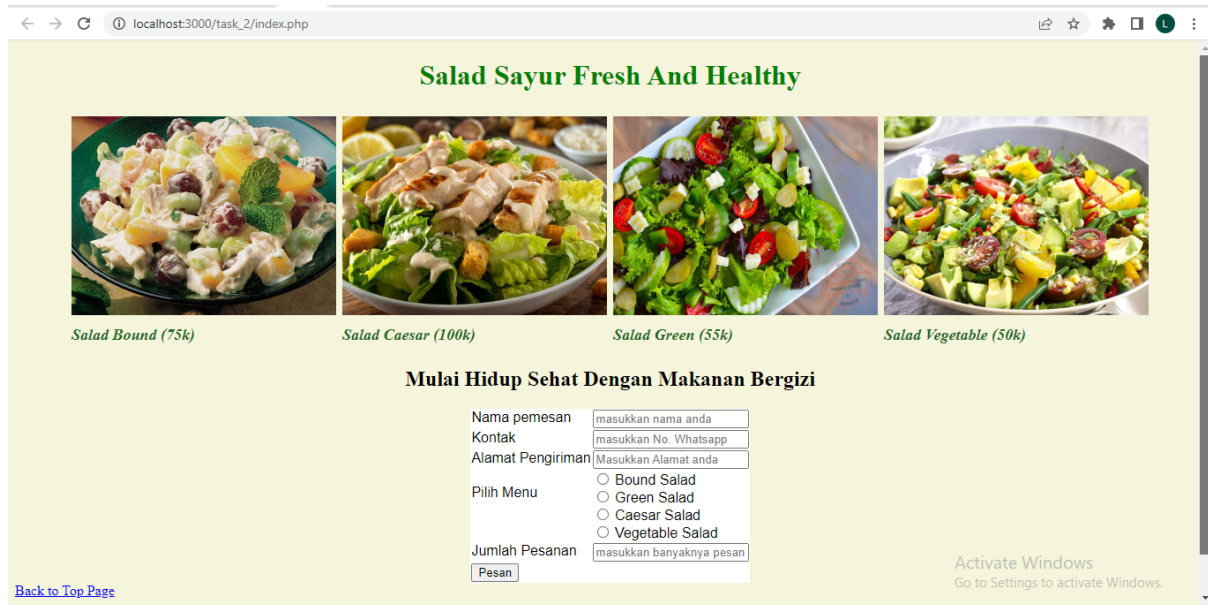 localhost:3000/task_2/index.php
L
Salad Sayur Fresh And Healthy
Salad Bound (75k)
Salad Caesar (100k)
Salad Green (55k)
Salad Vegetable (50k)
Mulai Hidup Sehat Dengan Makanan Bergizi
Nama pemesan masukkan nama anda
Kontak masukkan No. Whatsapp
Alamat Pengiriman Masukkan Alamat anda
Pilih Menu
Bound Salad
Green Salad
Caesar Salad
Vegetable Salad
Jumlah Pesanan masukkan banyaknya pesan
Pesan
Back to Top Page
Activate Windows
Go to Settings to activate Windows.